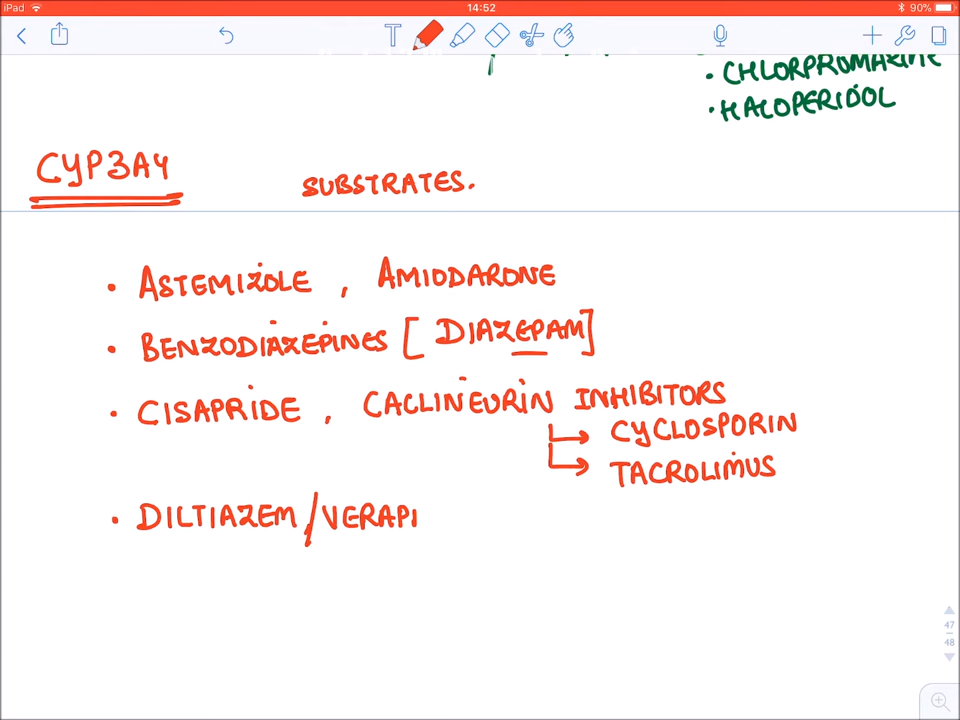 iPad 14:52 90%
T
• CHLORPROMAZINE
• HALOPERIDOL
CYP3A4 SUBSTRATES.
• ASTEMIZOLE , AMIODARONE
• BENZODIAZEPINES [ DIAZEPAM ]
• CISAPRIDE , CACLINEURIN INHIBITORS
→ CYCLOSPORIN
→ TACROLIMUS
• DILTIAZEM / VERAPI
47
48